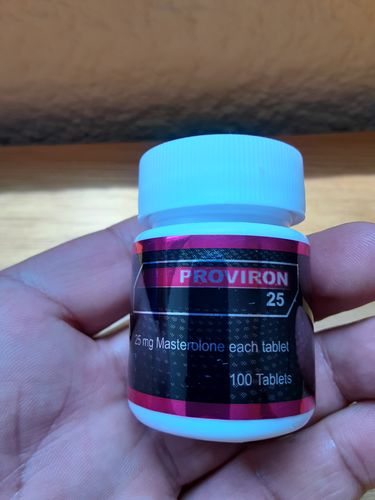 PROVIRON
25
25 mg Masterolone each tablet
100 Tablets